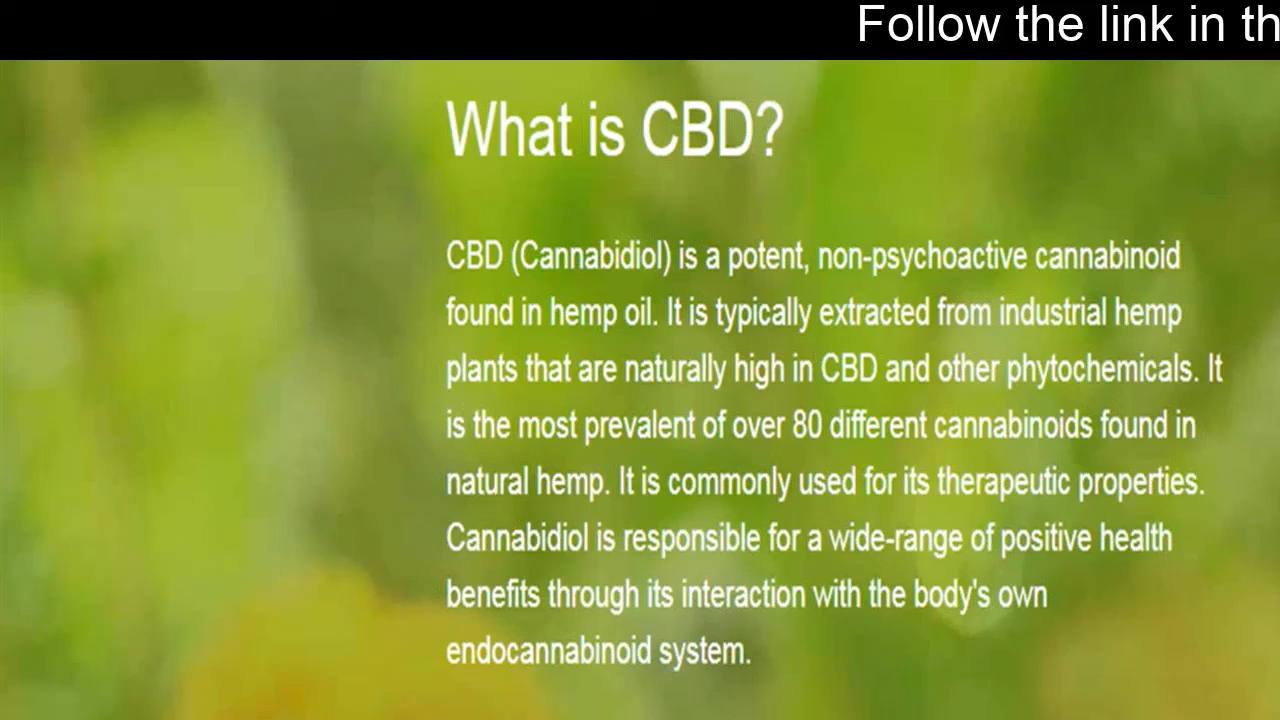 Follow the link in th
What is CBD?
CBD (Cannabidiol) is a potent, non-psychoactive cannabinoid
found in hemp oil. It is typically extracted from industrial hemp
plants that are naturally high in CBD and other phytochemicals. It
is the most prevalent of over 80 different cannabinoids found in
natural hemp. It is commonly used for its therapeutic properties.
Cannabidiol is responsible for a wide-range of positive health
benefits through its interaction with the body's own
endocannabinoid system.